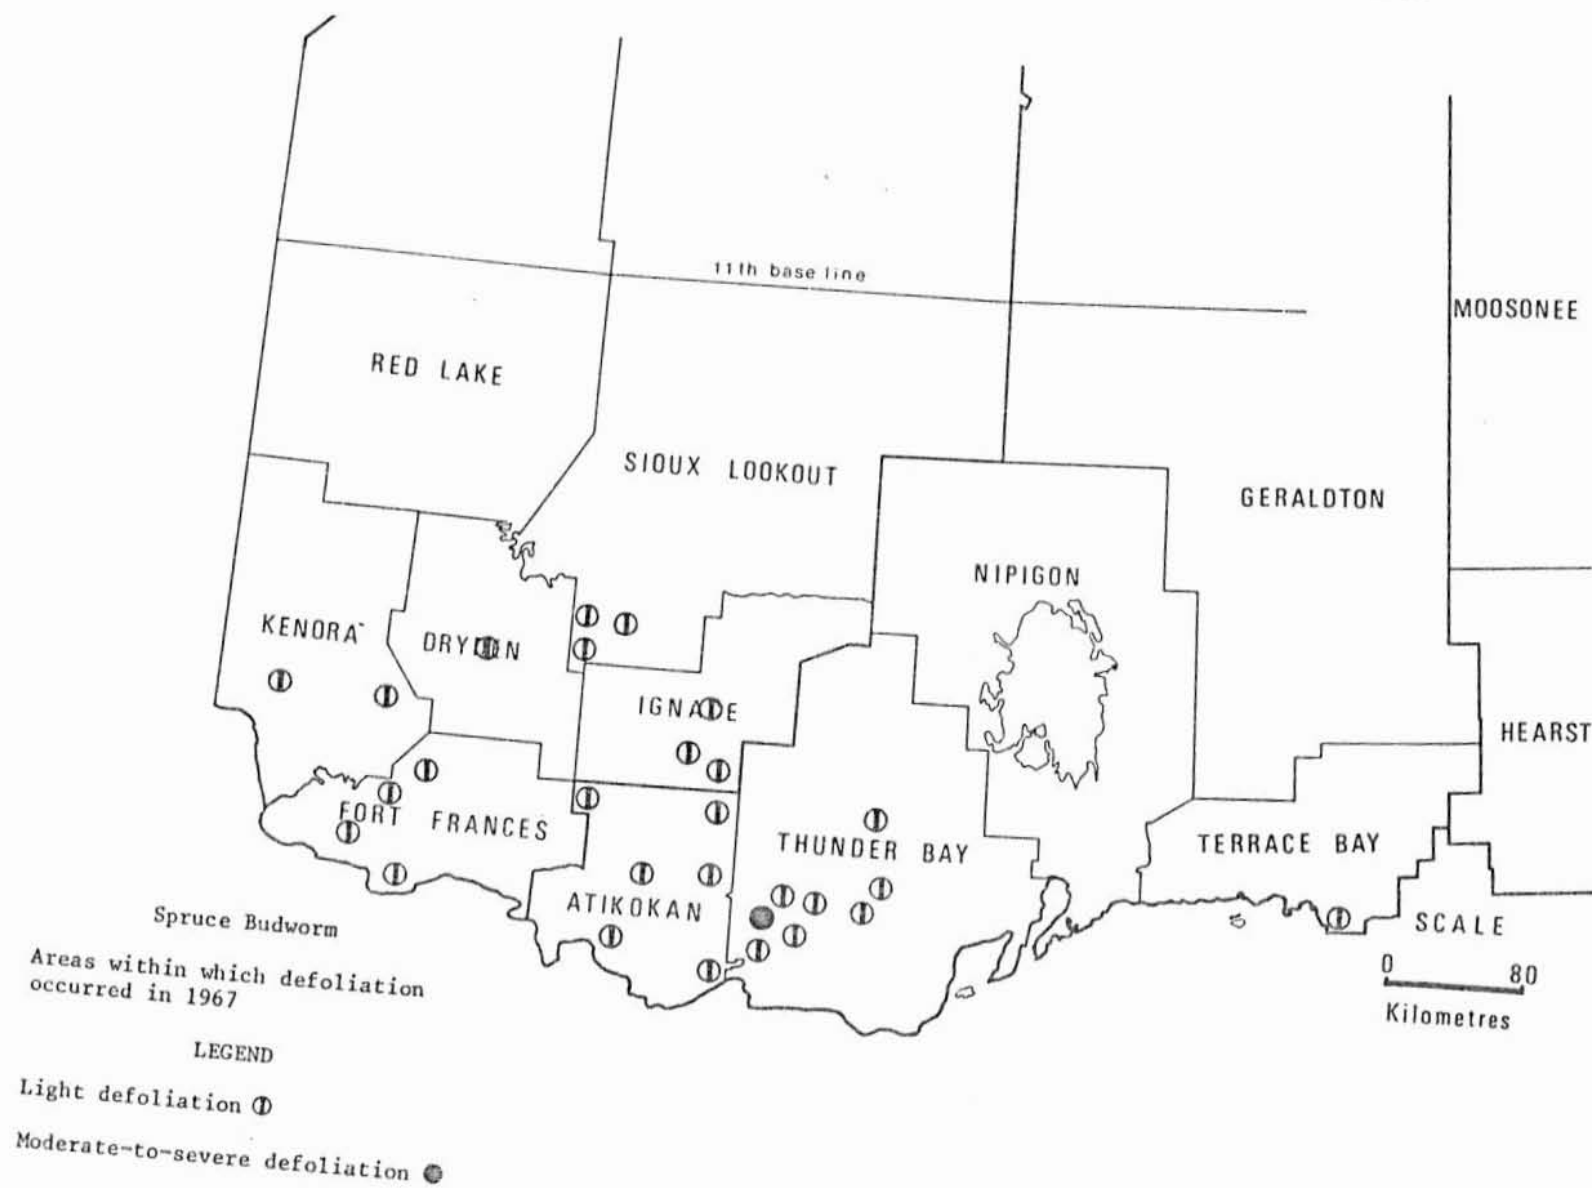 11th base line
MOOSONEE
RED LAKE
SIOUX LOOKOUT
GERALDTON
NIPIGON
KENORA
DRYDEN
IGNACE
HEARST
FORT FRANCES
THUNDER BAY
TERRACE BAY
ATIKOKAN
Spruce Budworm
Areas within which defoliation
occurred in 1967
SCALE
0 80
Kilometres
LEGEND
Light defoliation
Moderate-to-severe defoliation